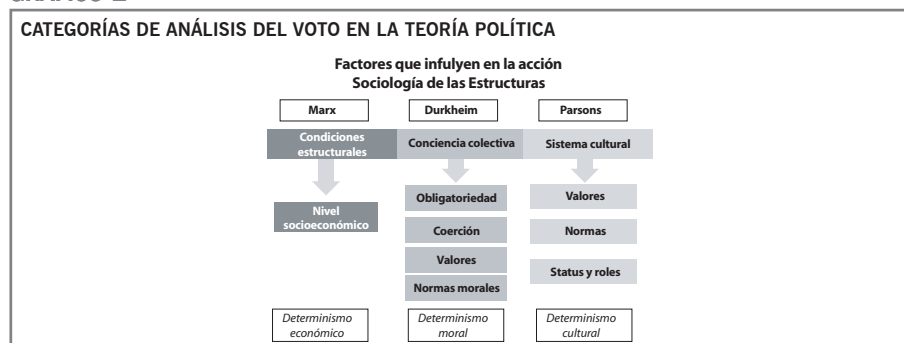 CATEGORÍAS DE ANÁLISIS DEL VOTO EN LA TEORÍA POLÍTICA
Factores que infulyen en la acción
Sociología de las Estructuras
Marx
Durkheim
Parsons
Condiciones
estructurales
Conciencia colectiva
Sistema cultural
Nivel
socioeconómico
Obligatoriedad
Coerción
Valores
Normas morales
Valores
Normas
Status y roles
Determinismo
económico
Determinismo
moral
Determinismo
cultural